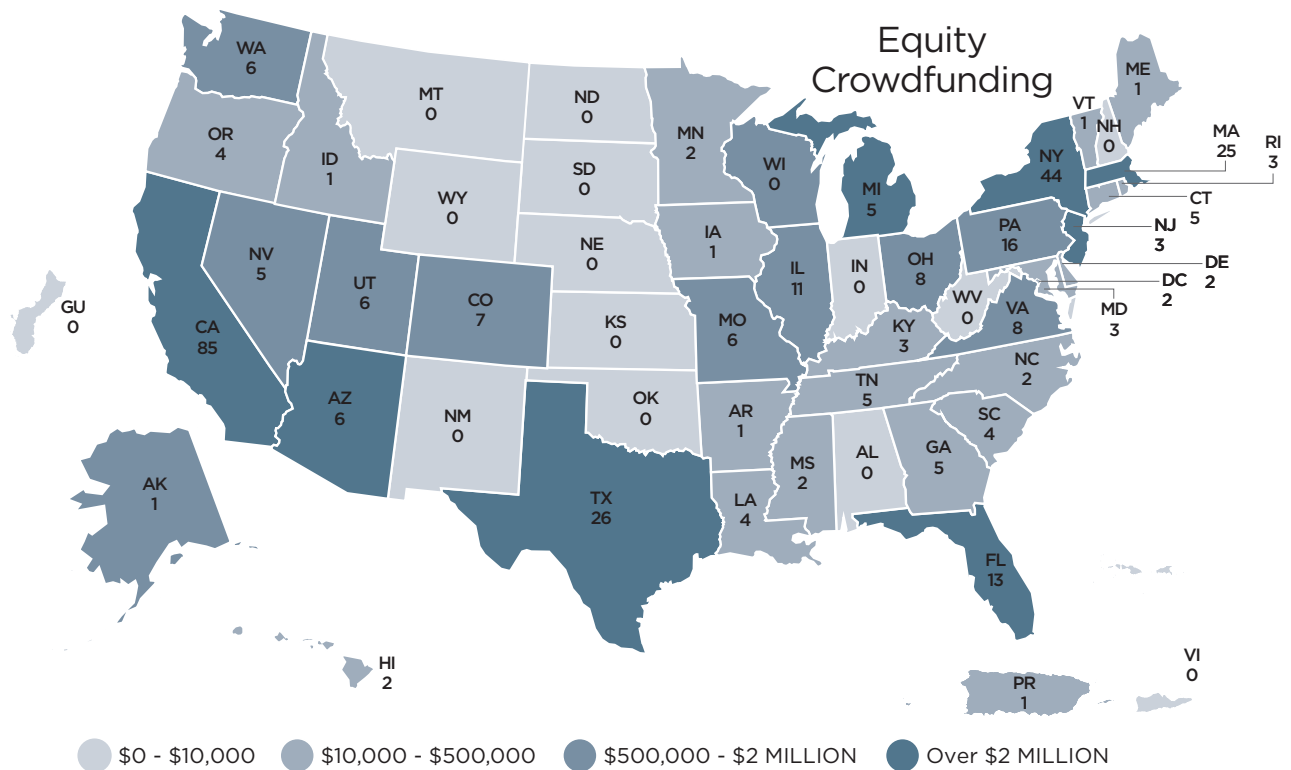 Equity
Crowdfunding
WA
6
MT
0
ND
0
MN
2
ME
1
VT
1
NH
0
MA
25
RI
3
OR
4
ID
1
SD
0
WI
0
MI
5
NY
44
CT
5
WY
0
NJ
3
NV
5
UT
6
CO
7
NE
0
IA
1
IL
11
IN
0
OH
8
PA
16
DE
2
DC
2
MD
3
WV
0
VA
8
GU
0
CA
85
KS
0
MO
6
KY
3
NC
2
TN
5
SC
4
AZ
6
NM
0
OK
0
AR
1
MS
2
AL
0
GA
5
AK
1
TX
26
LA
4
FL
13
HI
2
PR
1
VI
0
$0 - $10,000
$10,000 - $500,000
$500,000 - $2 MILLION
Over $2 MILLION